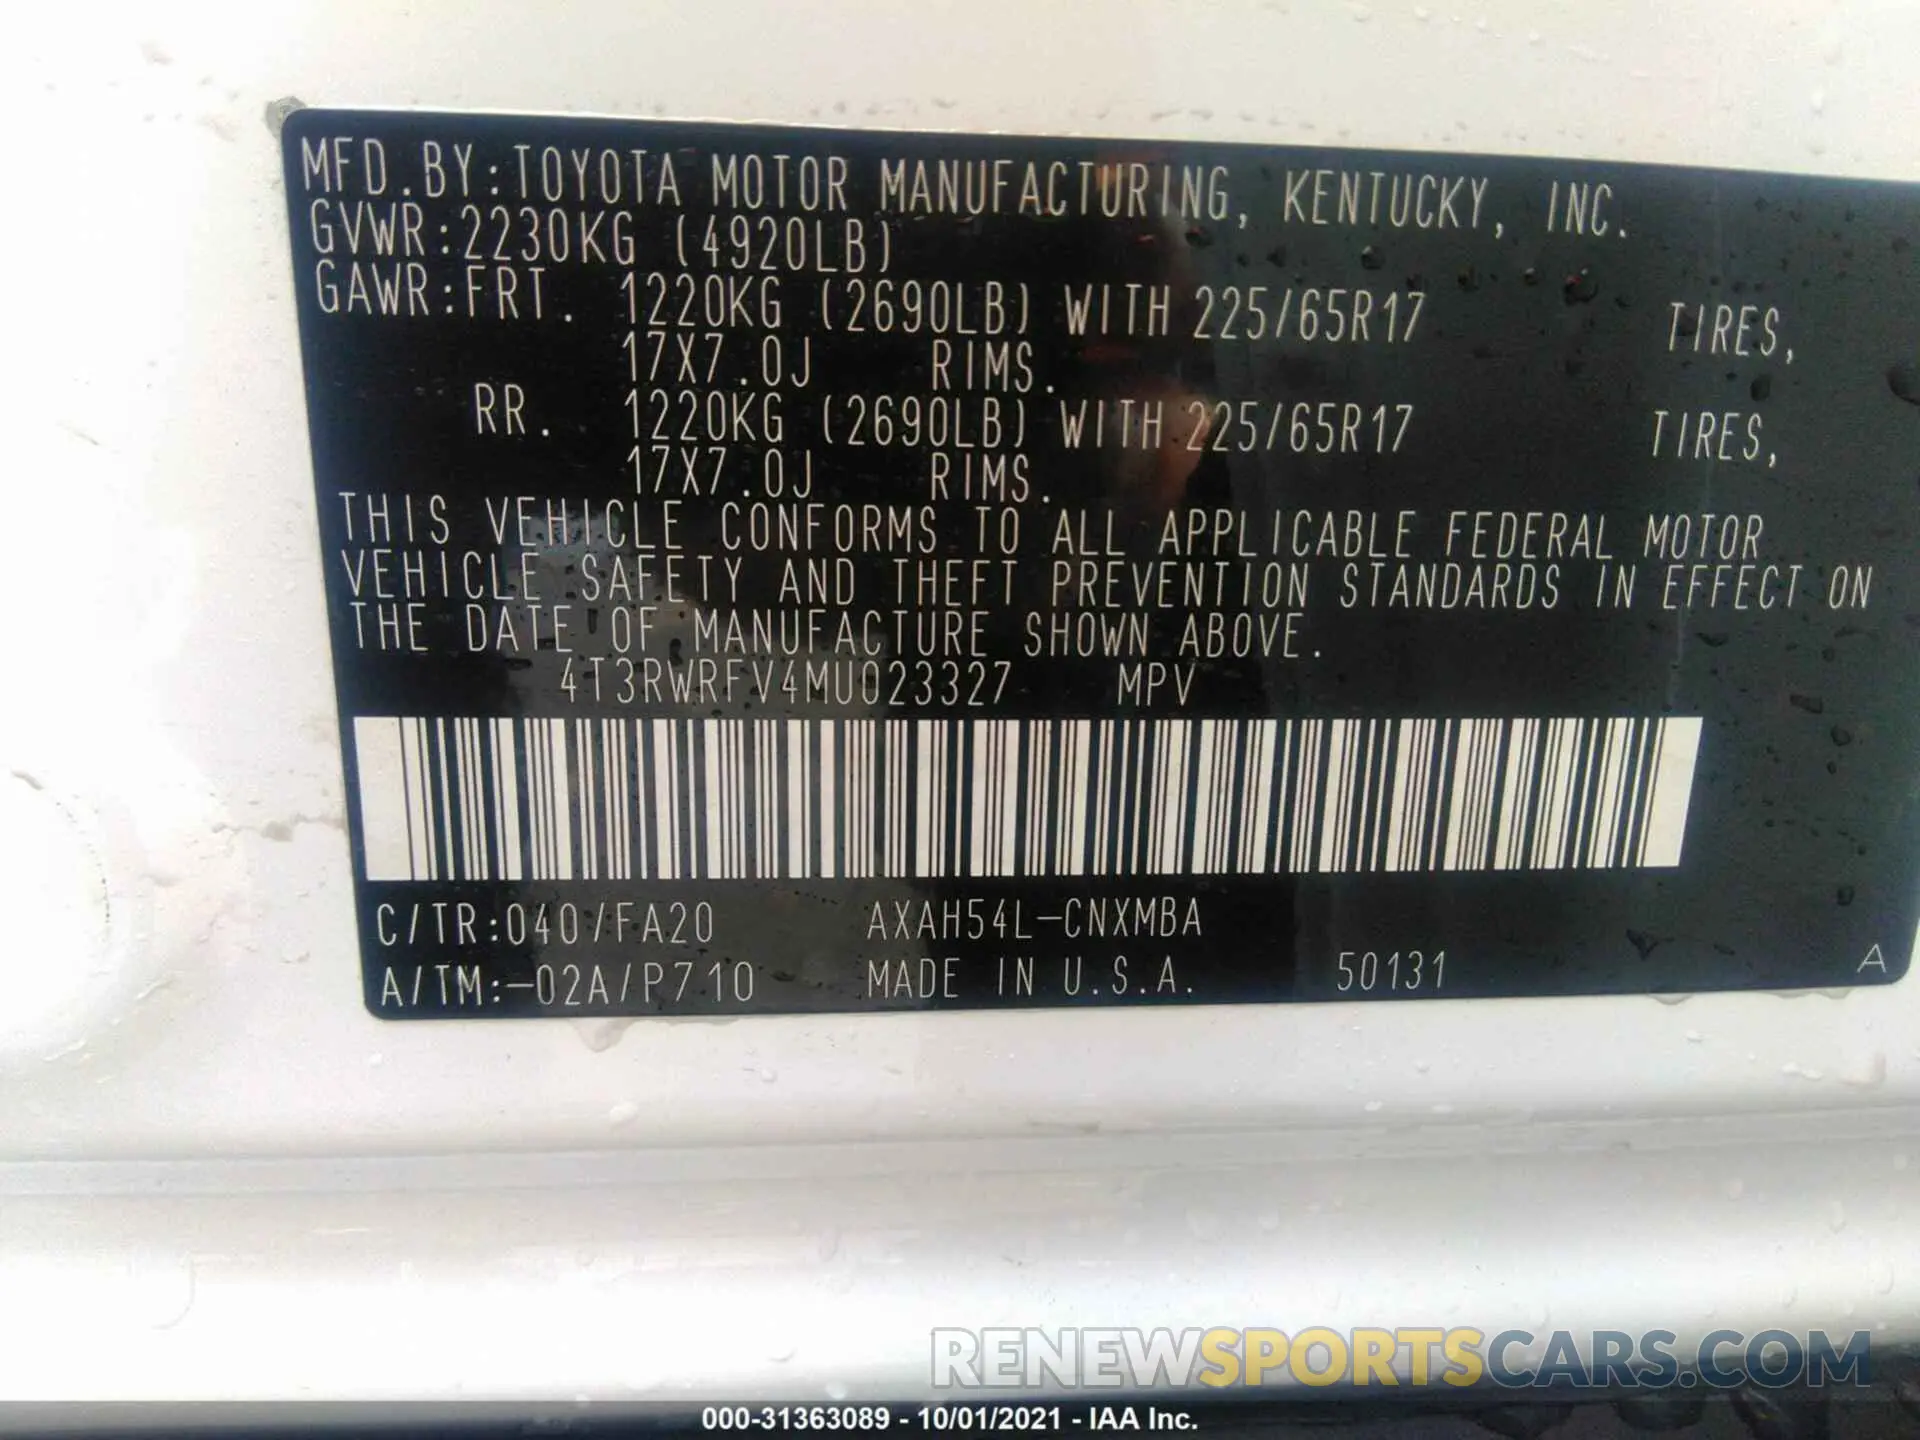 MFD.BY:TOYOTA MOTOR MANUFACTURING, KENTUCKY, INC.
GVWR:2230KG (4920LB)
GAWR:FRT. 1220KG (2690LB) WITH 225/65R17 TIRES,
17X7.0J RIMS.
RR. 1220KG (2690LB) WITH 225/65R17 TIRES,
17X7.0J RIMS.
THIS VEHICLE CONFORMS TO ALL APPLICABLE FEDERAL MOTOR
VEHICLE SAFETY AND THEFT PREVENTION STANDARDS IN EFFECT ON
THE DATE OF MANUFACTURE SHOWN ABOVE.
4T3RWRFV4MU023327 MPV
C/TR:040/FA20 AXAH54L-CNXMBA
A/TM:-02A/P710 MADE IN U.S.A. 50131 A
RENEWSPORTSCARS.COM
000-31363089 - 10/01/2021 - IAA Inc.